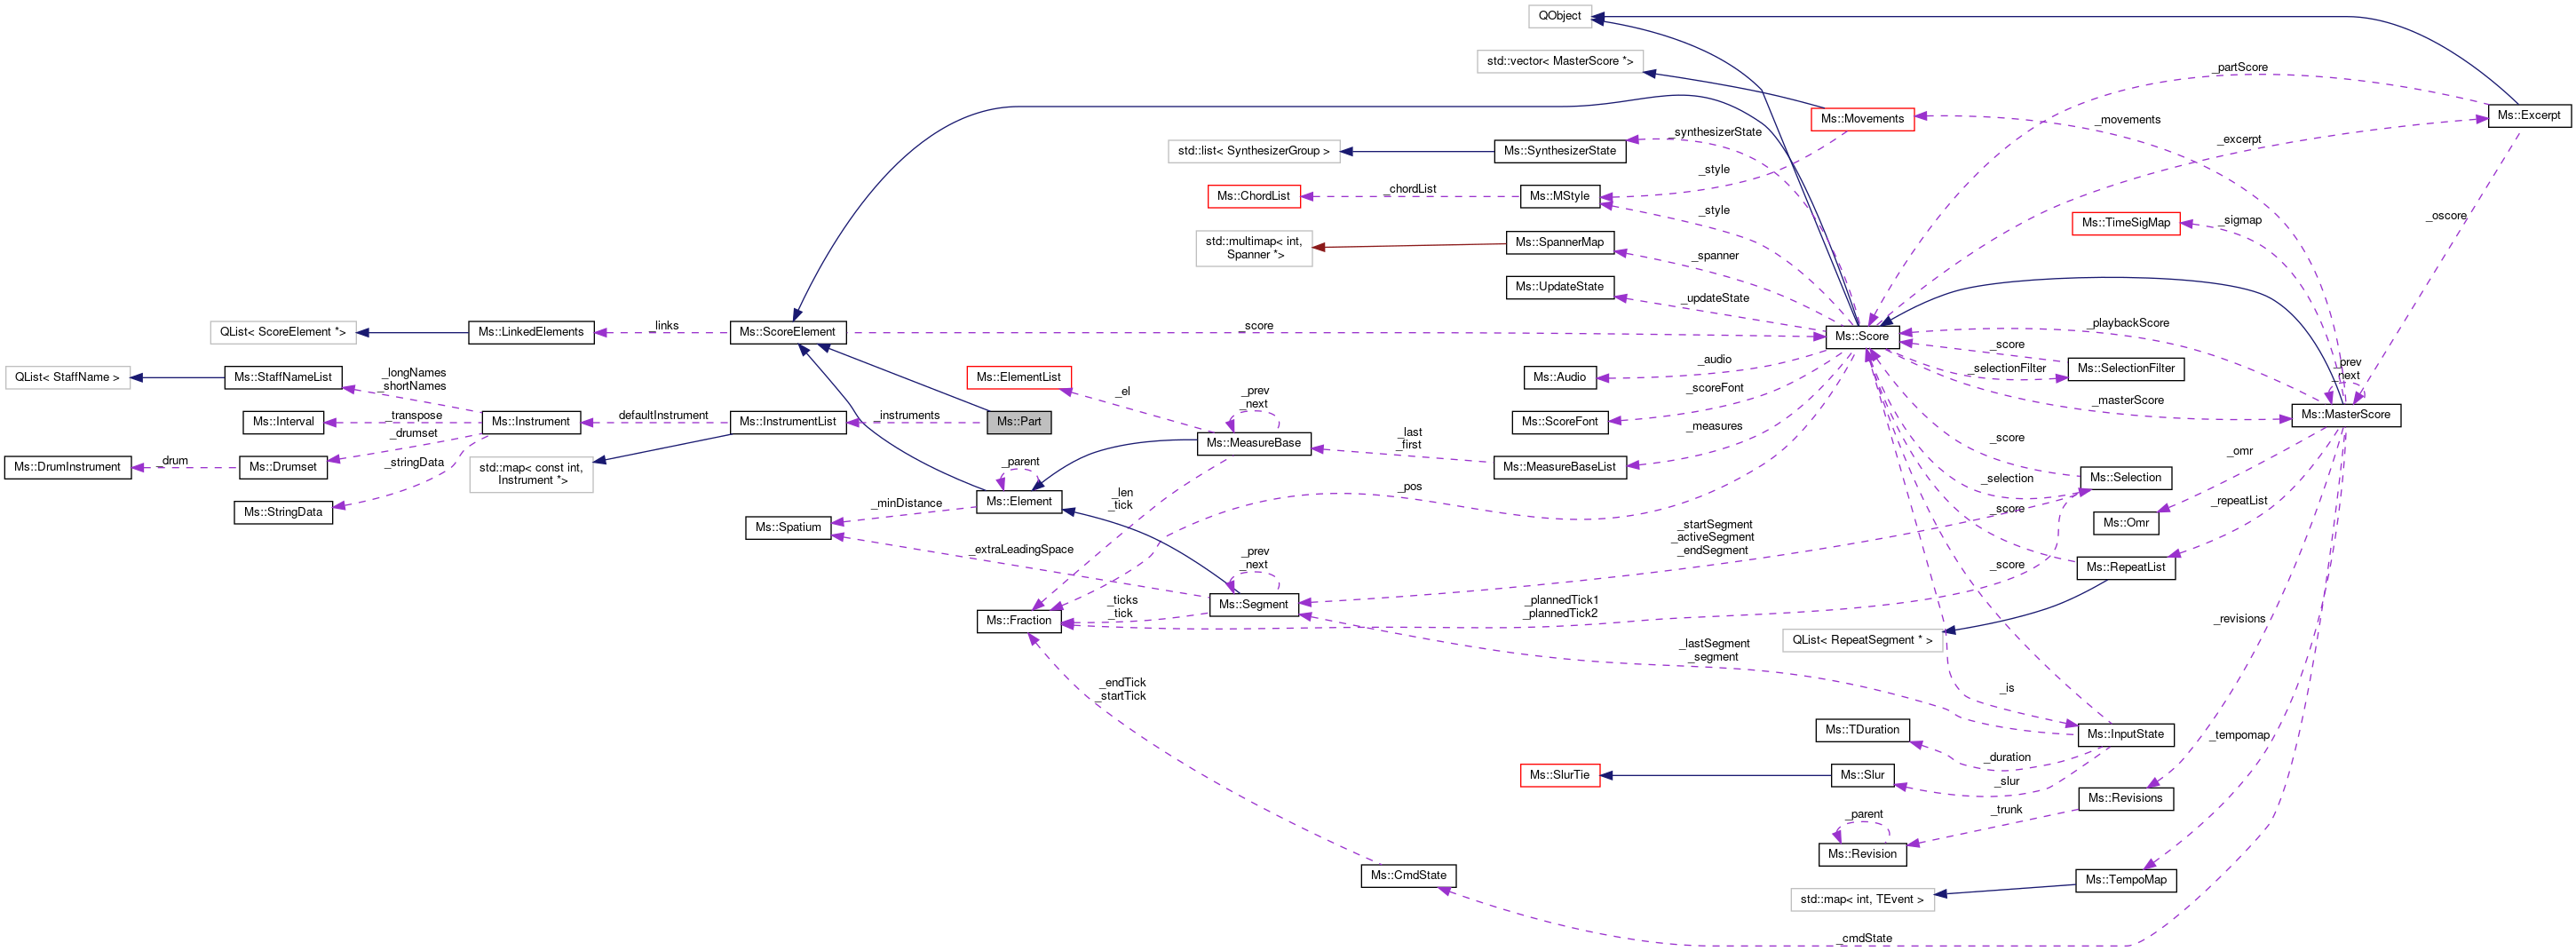 QObject
std::vector< MasterScore *>
_partScore
Ms::Excerpt
Ms::Movements
_movements
_synthesizerState
_excerpt
std::list< SynthesizerGroup >
Ms::SynthesizerState
_style
_chordList
Ms::ChordList
Ms::MStyle
_style
_oscore
_sigmap
Ms::TimeSigMap
std::multimap< int,
Spanner *>
Ms::SpannerMap
_spanner
Ms::UpdateState
_updateState
QList< ScoreElement *>
Ms::LinkedElements
_links
Ms::ScoreElement
_score
Ms::Score
_playbackScore
_score
_prev
_next
QList< StaffName >
Ms::StaffNameList
_longNames
_shortNames
Ms::ElementList
_audio
Ms::Audio
_selectionFilter
Ms::SelectionFilter
_el
_prev
_next
_scoreFont
_masterScore
Ms::MasterScore
Ms::Interval
_transpose
Ms::Instrument
defaultInstrument
Ms::InstrumentList
_instruments
Ms::Part
Ms::ScoreFont
_measures
_drumset
Ms::MeasureBase
_last
_first
_score
_omr
Ms::DrumInstrument
_drum
Ms::Drumset
_stringData
std::map< const int,
Instrument *>
_parent
Ms::MeasureBaseList
_selection
Ms::Selection
_pos
Ms::Element
_len
_tick
_minDistance
_score
_repeatList
Ms::StringData
Ms::Spatium
_startSegment
_activeSegment
_endSegment
Ms::Omr
_extraLeadingSpace
_prev
_next
_score
Ms::RepeatList
_ticks
_tick
Ms::Segment
_plannedTick1
_plannedTick2
Ms::Fraction
_revisions
QList< RepeatSegment * >
_lastSegment
_segment
_endTick
_startTick
_is
Ms::TDuration
Ms::InputState
_tempomap
_duration
Ms::SlurTie
Ms::Slur
_slur
Ms::Revisions
_trunk
_parent
Ms::Revision
Ms::CmdState
Ms::TempoMap
std::map< int, TEvent >
_cmdState